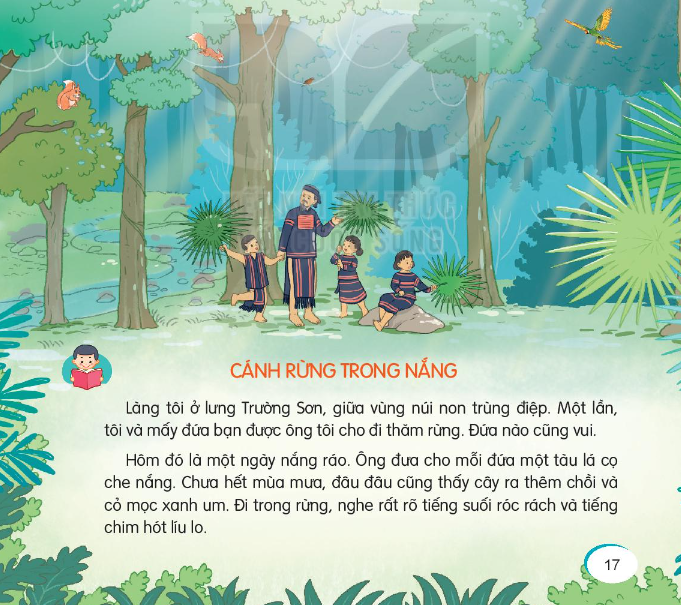 CÁNH RỪNG TRONG NẮNG
Làng tôi ở lưng Trường Sơn, giữa vùng núi non trùng điệp. Một lần,
tôi và mấy đứa bạn được ông tôi cho đi thăm rừng. Đứa nào cũng vui.
Hôm đó là một ngày nắng ráo. Ông đưa cho mỗi đứa một tàu lá cọ
che nắng. Chưa hết mùa mưa, đâu đâu cũng thấy cây ra thêm chồi và
cỏ mọc xanh um. Đi trong rừng, nghe rất rõ tiếng suối róc rách và tiếng
chim hót líu lo.
17